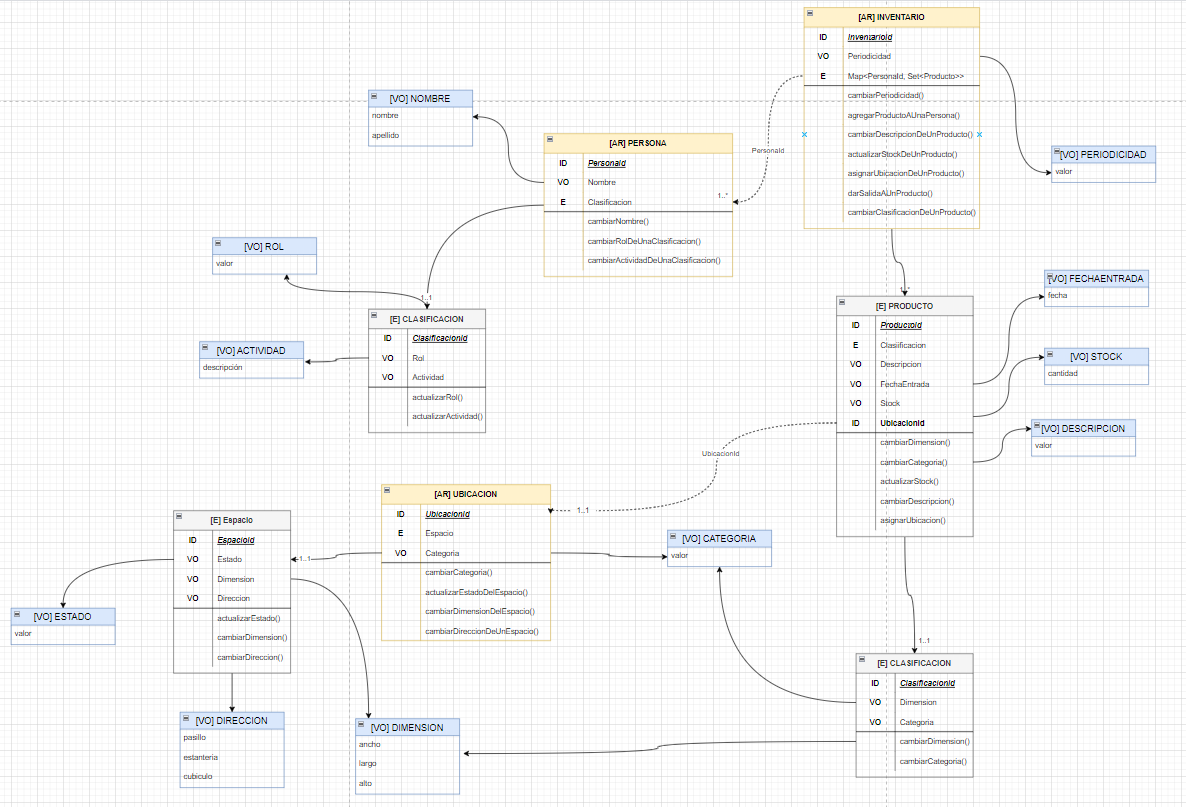 [AR] INVENTARIO
ID InventarioId
VO Periodicidad
E Map<PersonaId, Set<Producto>>
cambiarPeriodicidad()
agregarProductoAUnaPersona()
cambiarDescripcionDeUnProducto()
actualizarStockDeUnProducto()
asignarUbicacionDeUnProducto()
darSalidaAUnProducto()
cambiarClasificacionDeUnProducto()
[VO] NOMBRE
nombre
apellido
[AR] PERSONA
ID PersonaId
VO Nombre
E Clasificacion
cambiarNombre()
cambiarRolDeUnaClasificacion()
cambiarActividadDeUnaClasificacion()
PersonaId
1..*
[VO] PERIODICIDAD
valor
[VO] ROL
valor
1..1
[E] CLASIFICACION
ID ClasificacionId
VO Rol
VO Actividad
actualizarRol()
actualizarActividad()
[VO] ACTIVIDAD
descripción
1..*
[E] PRODUCTO
ID ProductoId
E Clasiificacion
VO Descripcion
VO FechaEntrada
VO Stock
ID UbicacionId
cambiarDimension()
cambiarCategoria()
actualizarStock()
cambiarDescripcion()
asignarUbicacion()
[VO] FECHAENTRADA
fecha
[VO] STOCK
cantidad
[VO] DESCRIPCION
valor
UbicacionId
1..1
[AR] UBICACION
ID UbicacionId
E Espacio
VO Categoria
cambiarCategoria()
actualizarEstadoDelEspacio()
cambiarDimensionDelEspacio()
cambiarDireccionDeUnEspacio()
1..1
[E] Espacio
ID EspacioId
VO Estado
VO Dimension
VO Direccion
actualizarEstado()
cambiarDimension()
cambiarDireccion()
[VO] CATEGORIA
valor
[VO] ESTADO
valor
1..1
[E] CLASIFICACION
ID ClasificacionId
VO Dimension
VO Categoria
cambiarDimension()
cambiarCategoria()
[VO] DIRECCION
pasillo
estanteria
cubiculo
[VO] DIMENSION
ancho
largo
alto